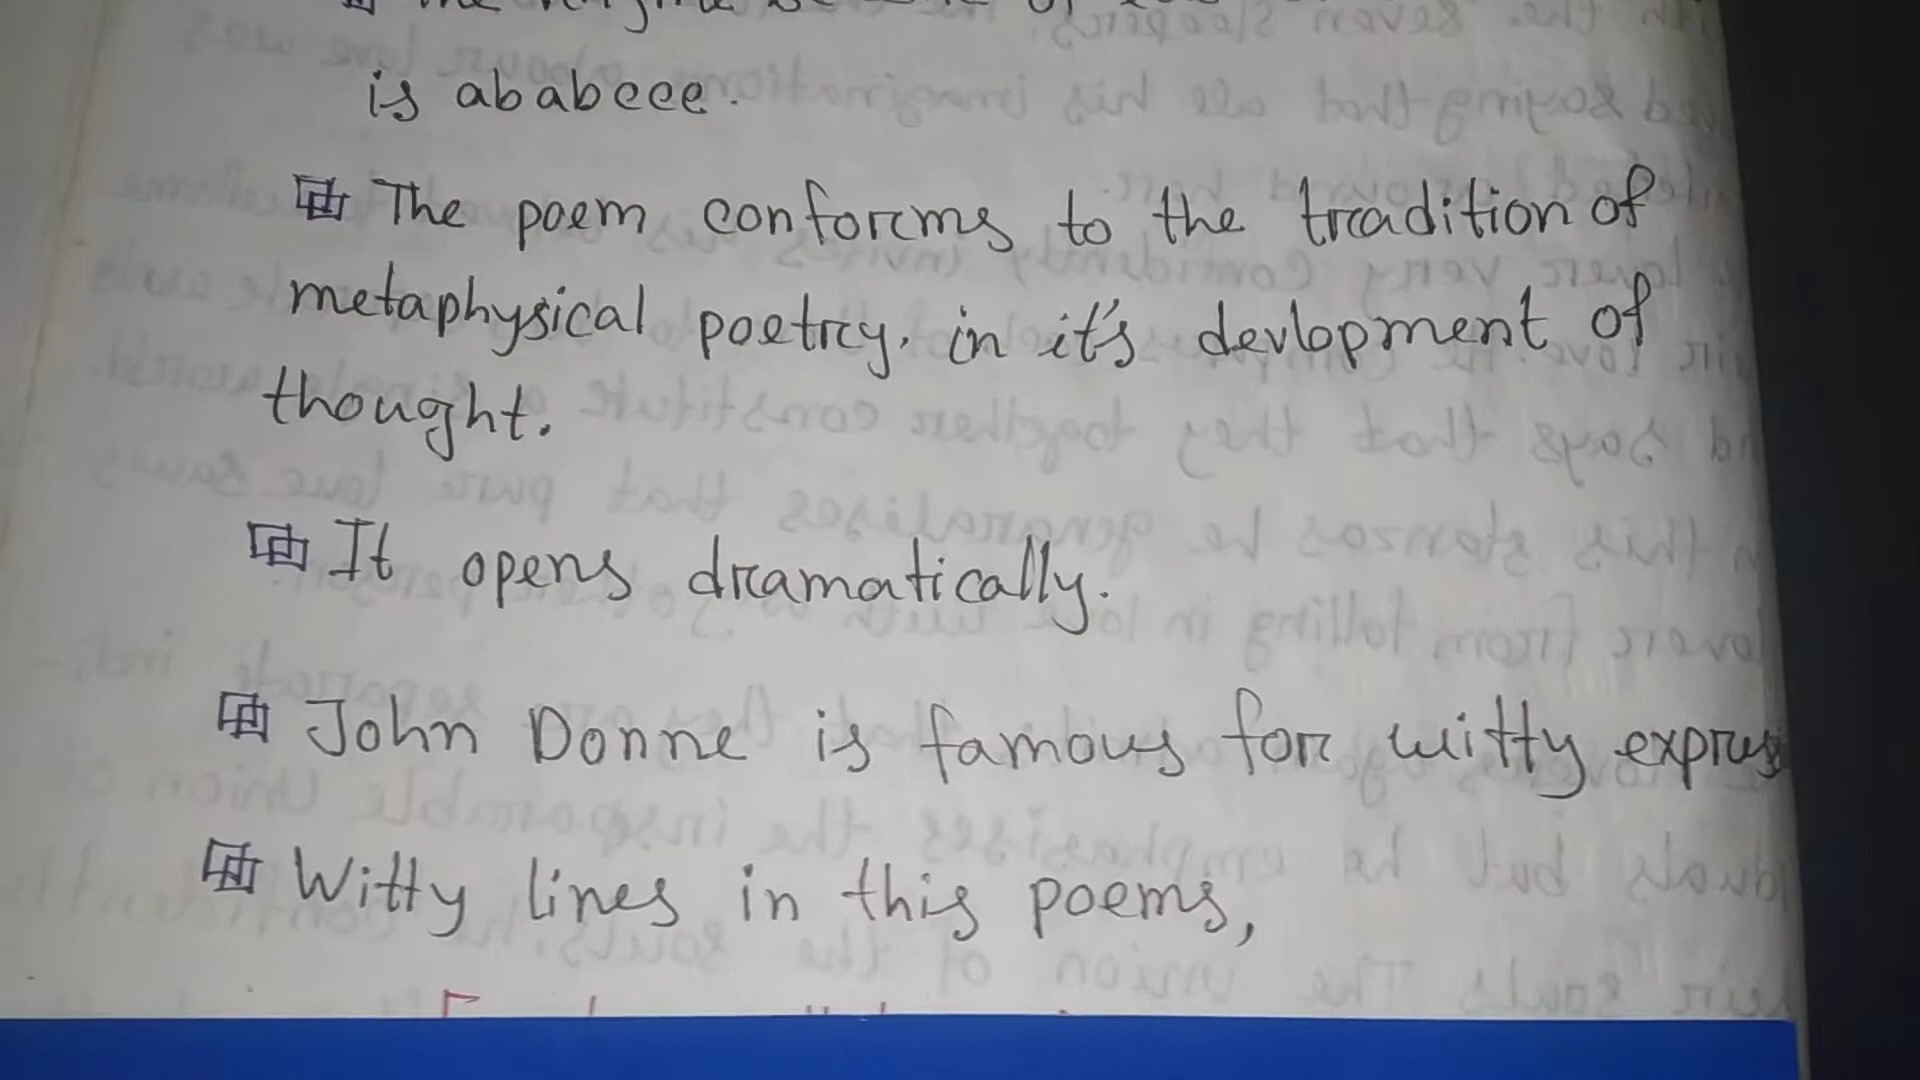 is ababccc.
The poem conforms to the tradition of
metaphysical poetry, in it's devlopment of
thought.
It opens dramatically.
John Donne is famous for witty
Witty lines in this poems,